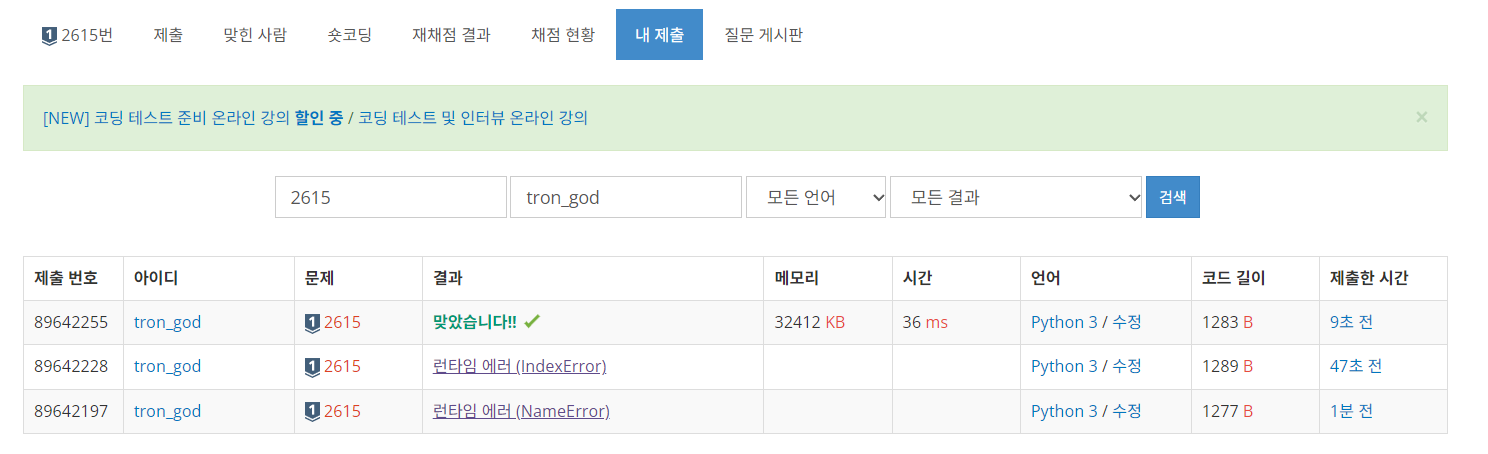 1 2615번 제출 맞힌 사람 숏코딩 재채점 결과 채점 현황 내 제출 질문 게시판
[NEW] 코딩 테스트 준비 온라인 강의 할인 중 / 코딩 테스트 및 인터뷰 온라인 강의 ×
2615 tron_god 모든 언어 모든 결과 검색
제출 번호 아이디 문제 결과 메모리 시간 언어 코드 길이 제출한 시간
89642255 tron_god 1 2615 맞았습니다!! 32412 KB 36 ms Python 3 / 수정 1283 B 9초 전
89642228 tron_god 1 2615 런타임 에러 (IndexError) Python 3 / 수정 1289 B 47초 전
89642197 tron_god 1 2615 런타임 에러 (NameError) Python 3 / 수정 1277 B 1분 전